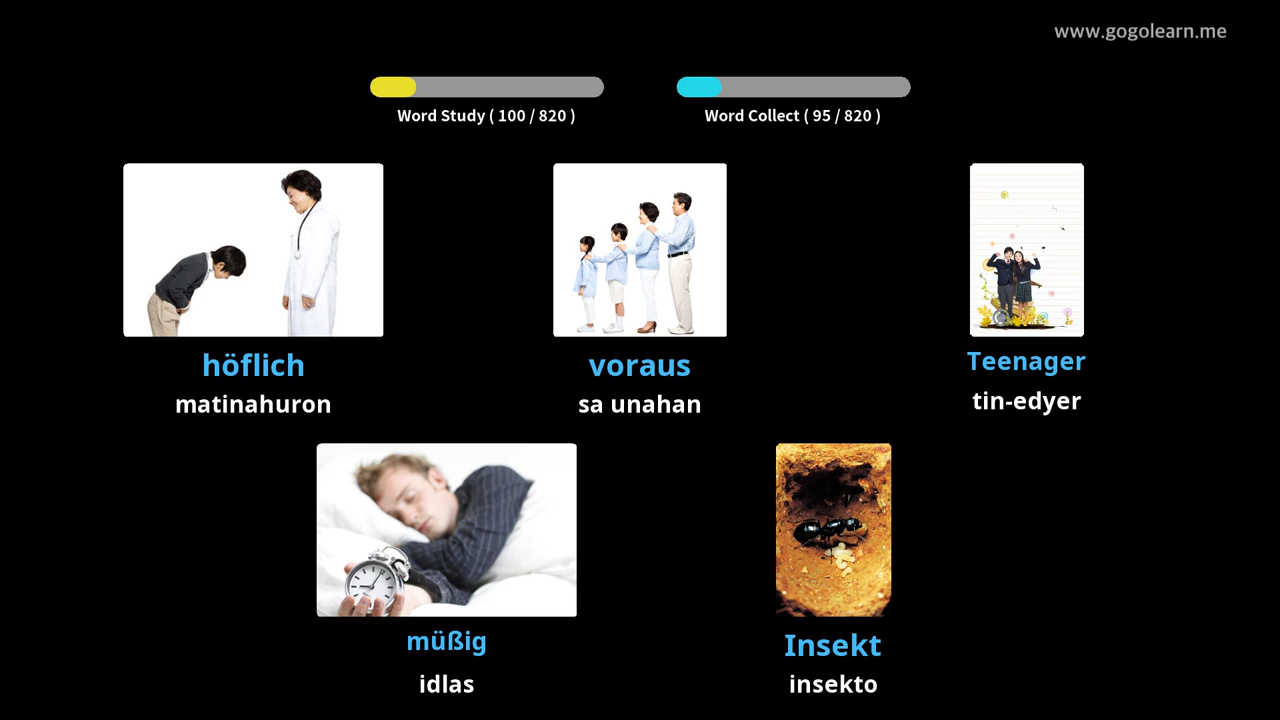 www.gogolearn.me
Word Study ( 100 / 820 )
Word Collect ( 95 / 820 )
höflich
matinahuron
voraus
sa unahan
Teenager
tin-edyer
müßig
idlas
Insekt
insekto